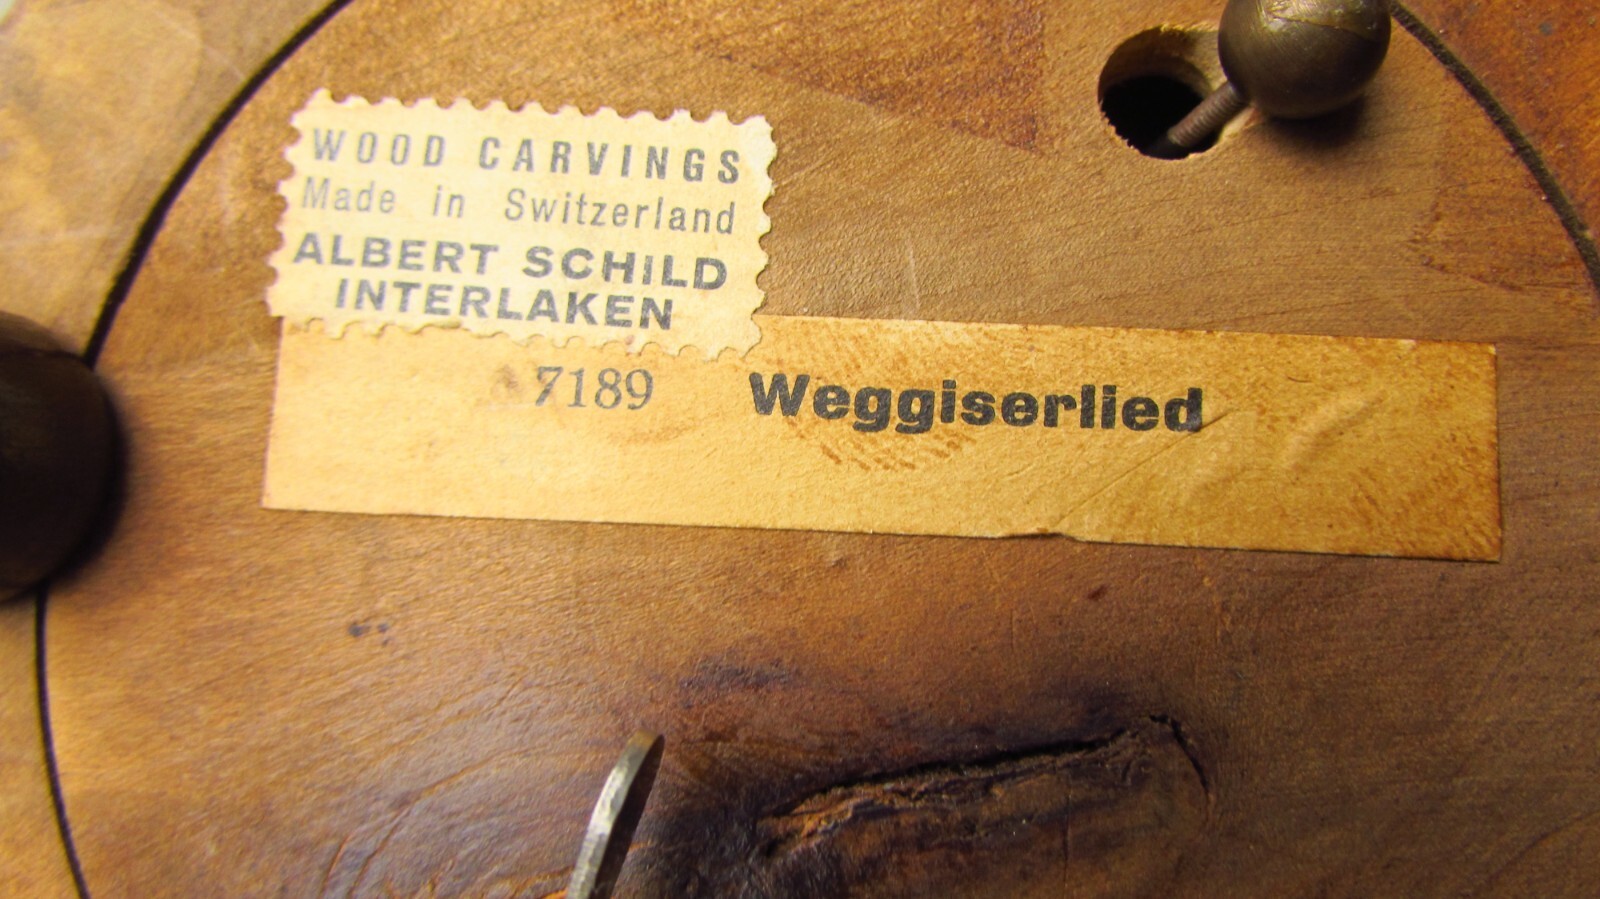 WOOD CARVINGS
Made in Switzerland
ALBERT SCHILD
INTERLAKEN
7189 Weggiserlied